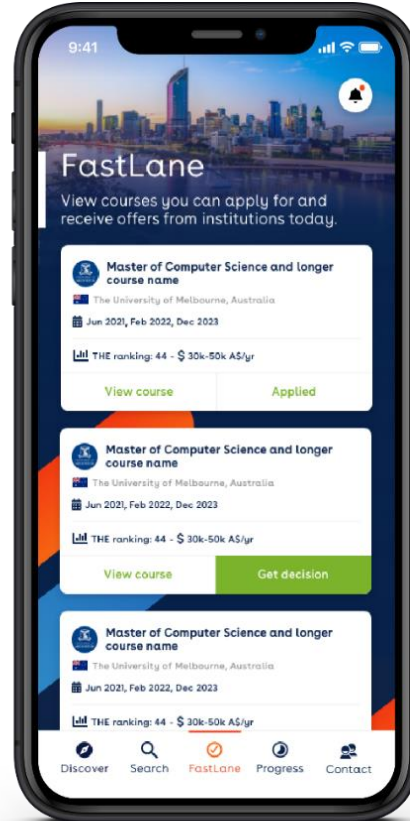 9:41
FastLane
View courses you can apply for and
receive offers from institutions today.
Master of Computer Science and longer
course name
The University of Melbourne, Australia
Jun 2021, Feb 2022, Dec 2023
THE ranking: 44 - $ 30k-50k A$/yr
View course Applied
Master of Computer Science and longer
course name
The University of Melbourne, Australia
Jun 2021, Feb 2022, Dec 2023
THE ranking: 44 - $ 30k-50k A$/yr
View course Get decision
Master of Computer Science and longer
course name
The University of Melbourne, Australia
Jun 2021, Feb 2022, Dec 2023
THE ranking: 44 - $ 30k-50k A$/yr
Discover Search FastLane Progress Contact